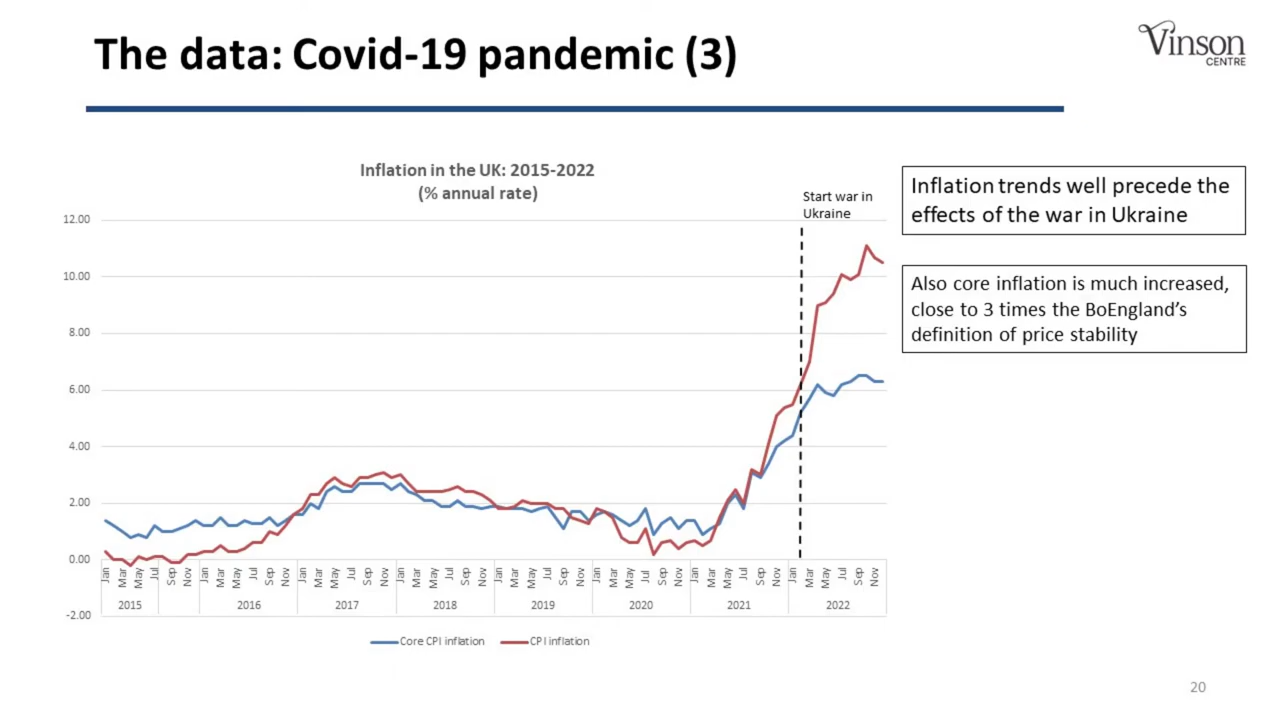 The data: Covid-19 pandemic (3)
Vinson
CENTRE
Inflation in the UK: 2015-2022
(% annual rate)
Start war in
Ukraine
Inflation trends well precede the
effects of the war in Ukraine
Also core inflation is much increased,
close to 3 times the BoEngland's
definition of price stability
12.00
10.00
8.00
6.00
4.00
2.00
0.00
-2.00
Jan Mar May Jul Sep Nov Jan Mar May Jul Sep Nov Jan Mar May Jul Sep Nov Jan Mar May Jul Sep Nov Jan Mar May Jul Sep Nov Jan Mar May Jul Sep Nov Jan Mar May Jul Sep Nov Jan Mar May Jul Sep Nov
2015 2016 2017 2018 2019 2020 2021 2022
Core CPI inflation CPI inflation
20